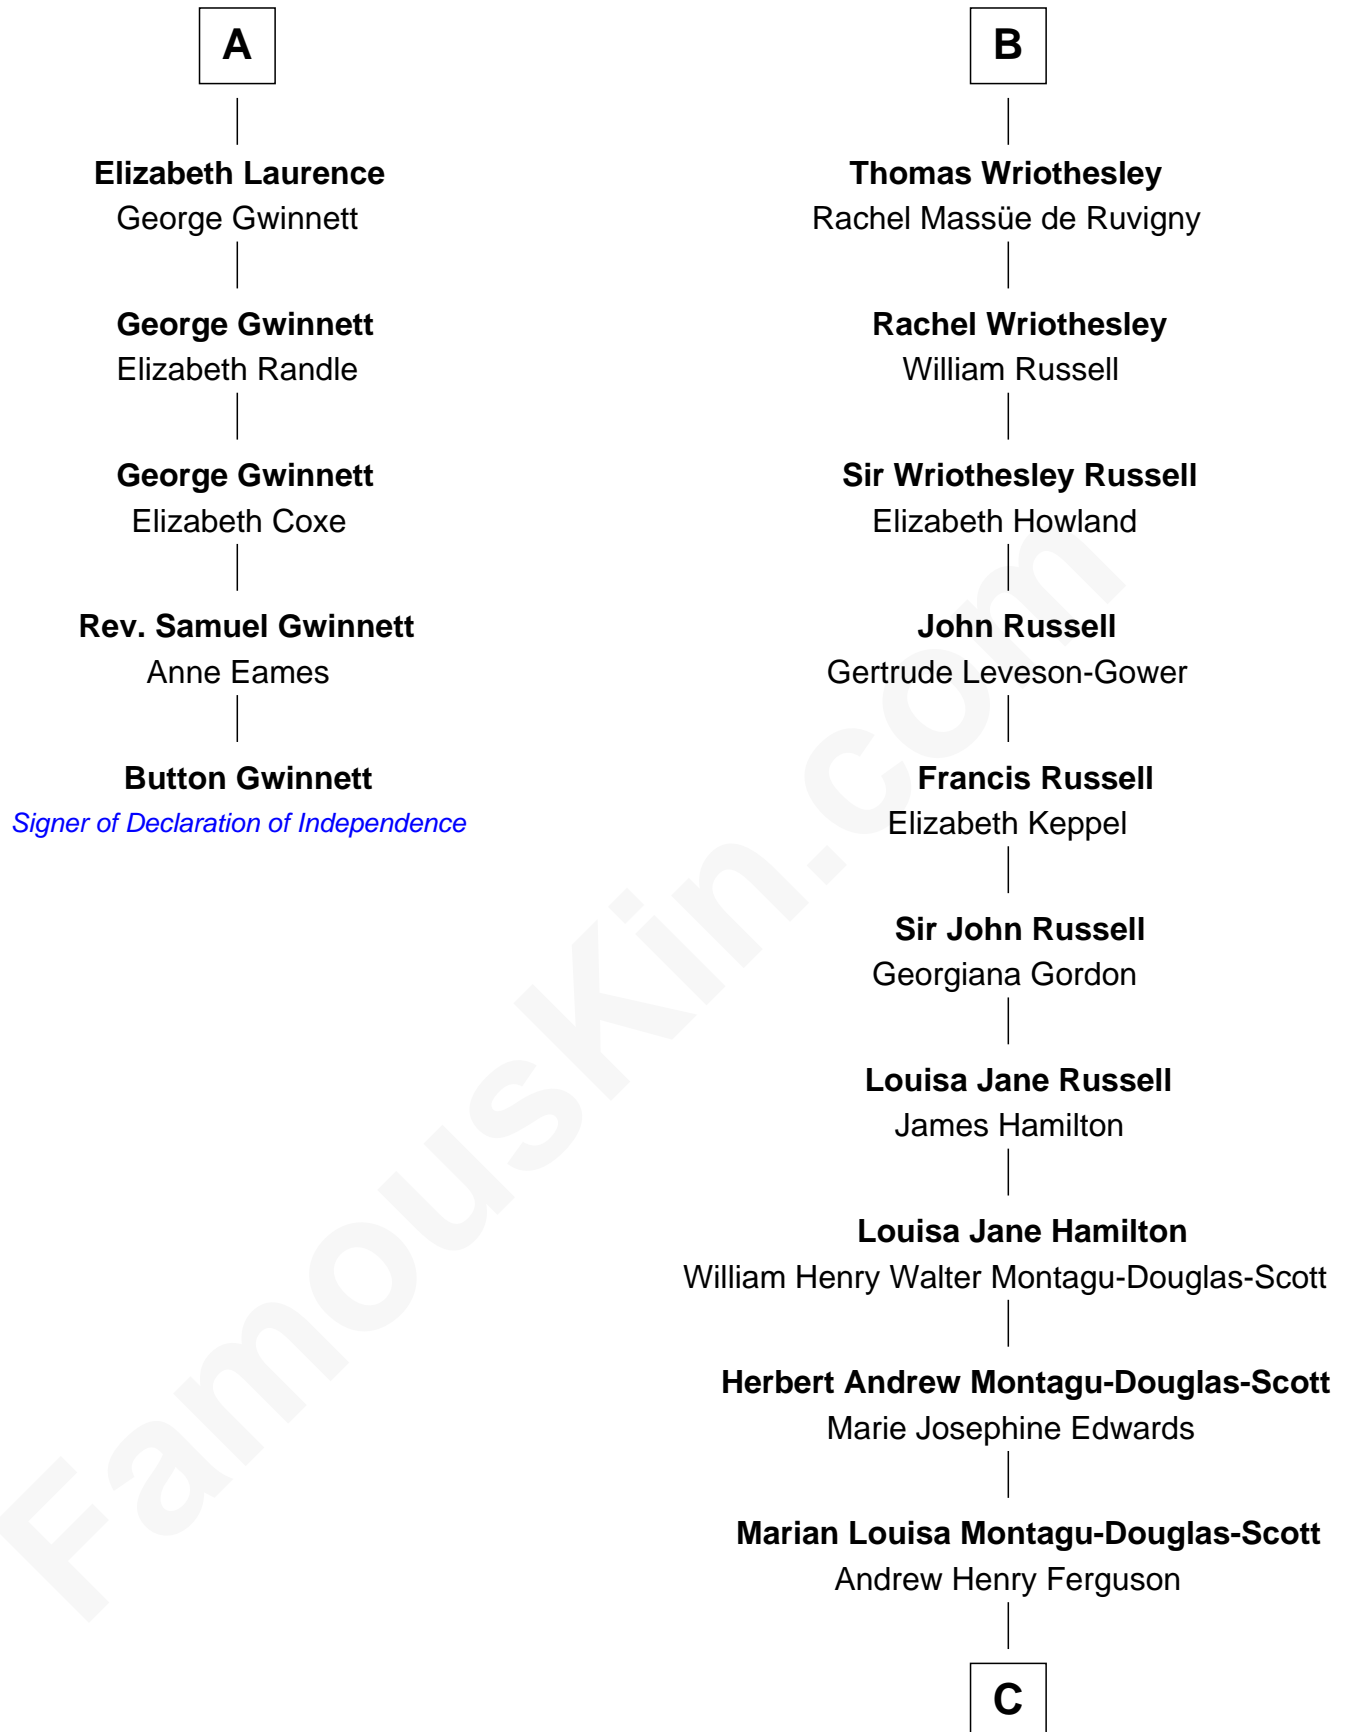 A
Elizabeth Laurence
George Gwinnett
George Gwinnett
Elizabeth Randle
George Gwinnett
Elizabeth Coxe
Rev. Samuel Gwinnett
Anne Eames
Button Gwinnett
Signer of Declaration of Independence
B
Thomas Wriothesley
Rachel Massüe de Ruvigny
Rachel Wriothesley
William Russell
Sir Wriothesley Russell
Elizabeth Howland
John Russell
Gertrude Leveson-Gower
Francis Russell
Elizabeth Keppel
Sir John Russell
Georgiana Gordon
Louisa Jane Russell
James Hamilton
Louisa Jane Hamilton
William Henry Walter Montagu-Douglas-Scott
Herbert Andrew Montagu-Douglas-Scott
Marie Josephine Edwards
Marian Louisa Montagu-Douglas-Scott
Andrew Henry Ferguson
C
FamousKin.com